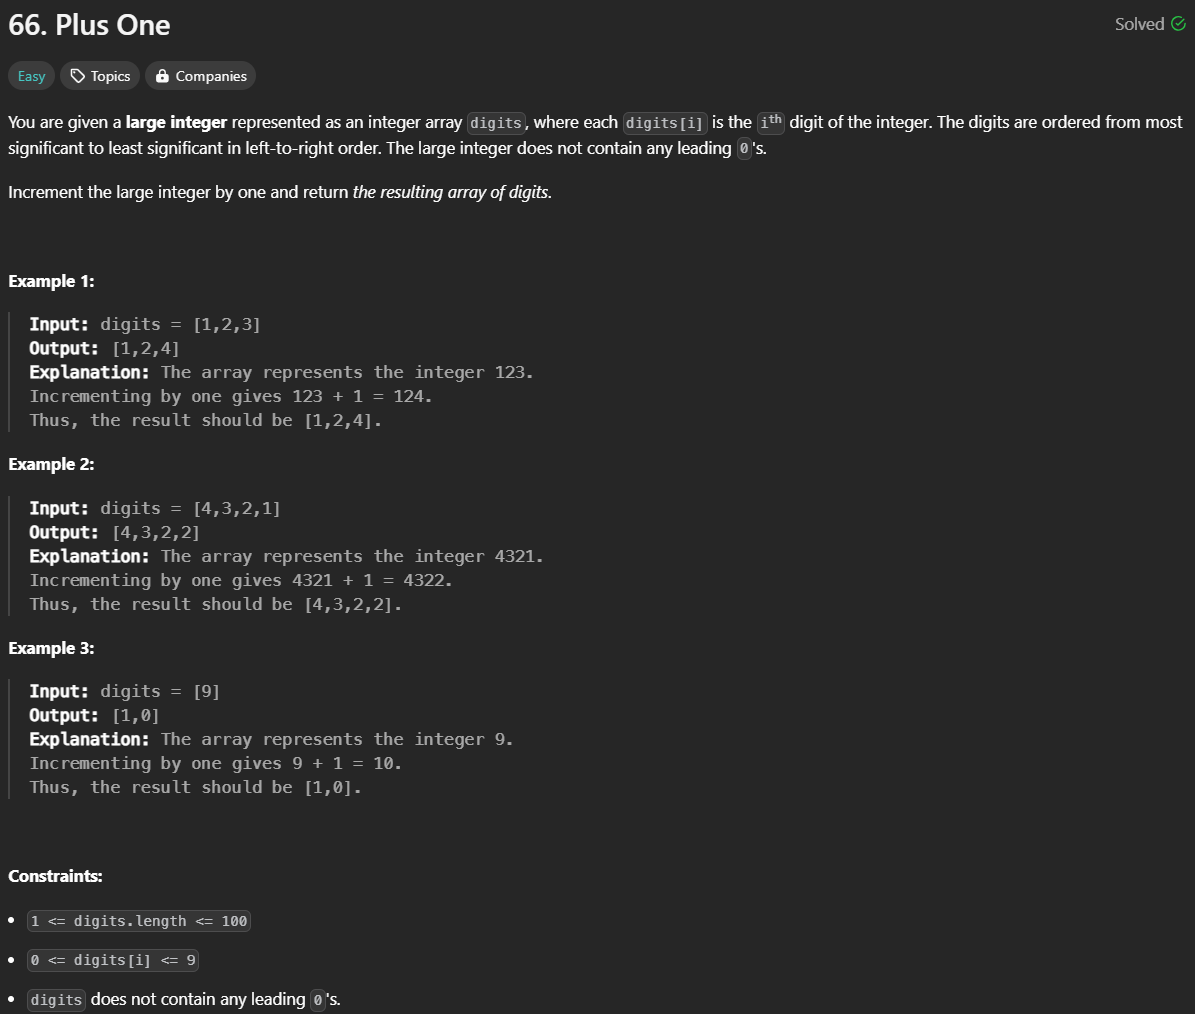 66. Plus One
Solved
Easy
Topics
Companies
You are given a large integer represented as an integer array digits, where each digits[i] is the ith digit of the integer. The digits are ordered from most
significant to least significant in left-to-right order. The large integer does not contain any leading 0's.
Increment the large integer by one and return the resulting array of digits.
Example 1:
Input: digits = [1,2,3]
Output: [1,2,4]
Explanation: The array represents the integer 123.
Incrementing by one gives 123 + 1 = 124.
Thus, the result should be [1,2,4].
Example 2:
Input: digits = [4,3,2,1]
Output: [4,3,2,2]
Explanation: The array represents the integer 4321.
Incrementing by one gives 4321 + 1 = 4322.
Thus, the result should be [4,3,2,2].
Example 3:
Input: digits = [9]
Output: [1,0]
Explanation: The array represents the integer 9.
Incrementing by one gives 9 + 1 = 10.
Thus, the result should be [1,0].
Constraints:
• 1 <= digits.length <= 100
• 0 <= digits[i] <= 9
• digits does not contain any leading 0's.